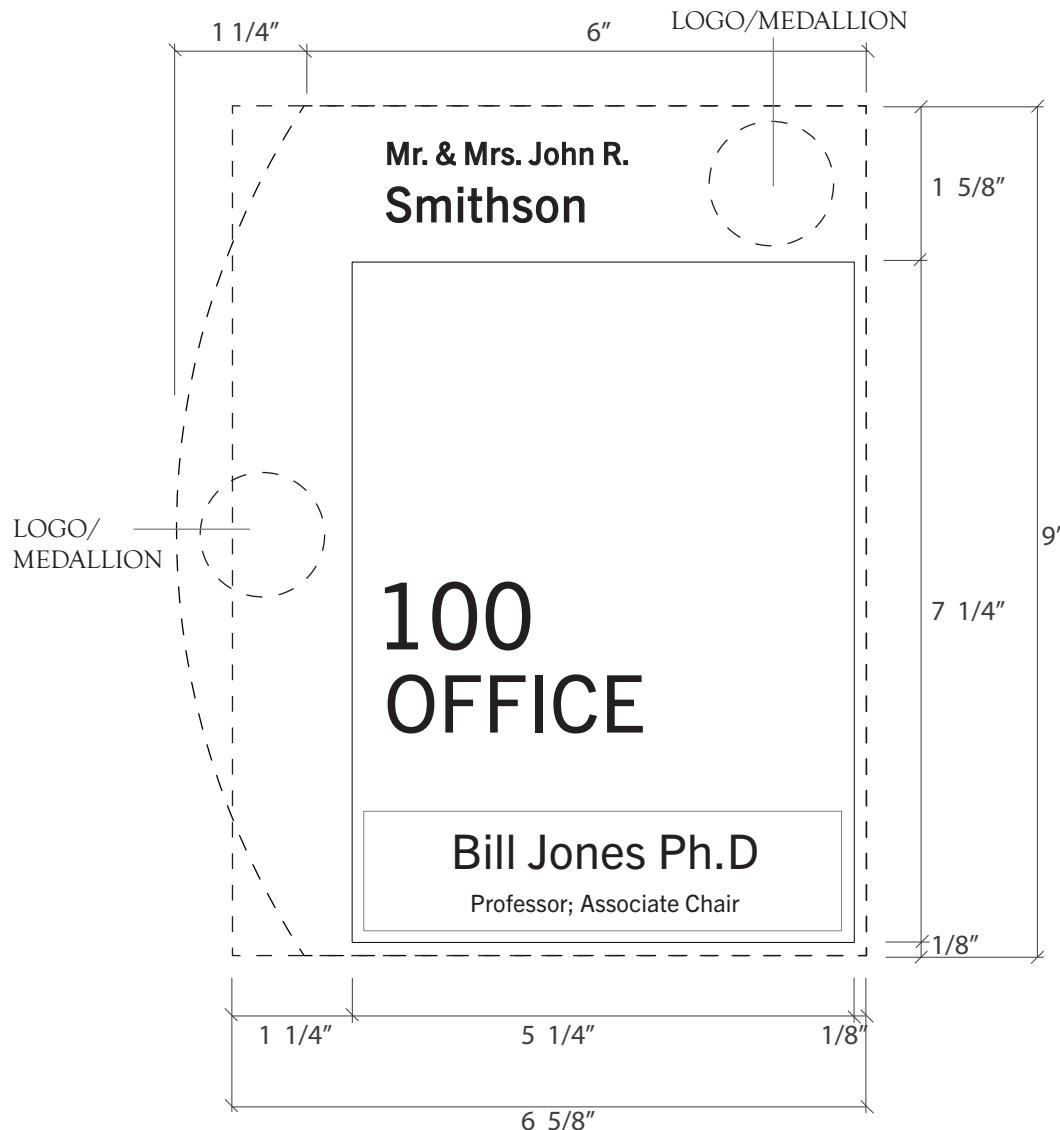 1 1/4”
6”
LOGO/MEDALLION
Mr. & Mrs. John R.
Smithson
1 5/8”
LOGO/
MEDALLION
9’
7 1/4”
100
OFFICE
Bill Jones Ph.D
Professor; Associate Chair
1/8”
1 1/4”
5 1/4”
1/8”
6 5/8”